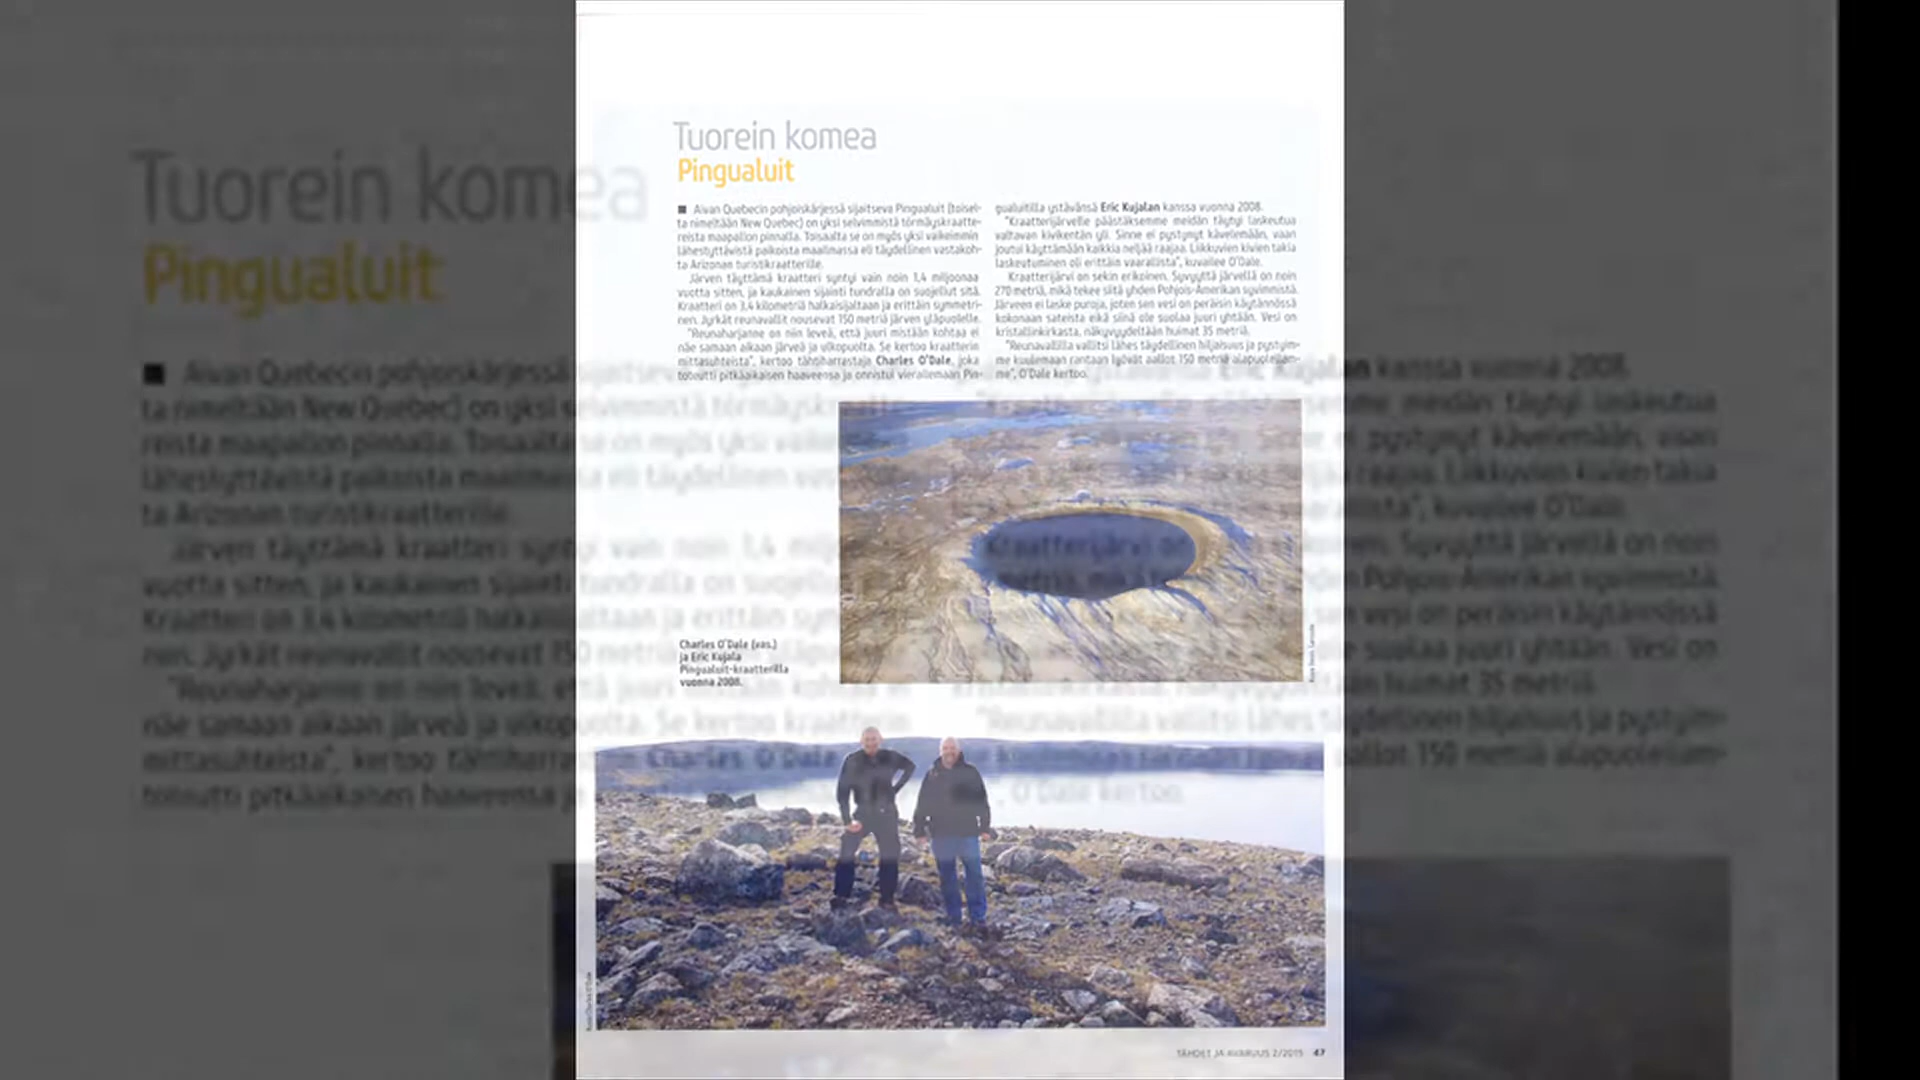 Tuorein komea
Pingualuit
■ Aivan Quebecin pohjoiskärjessä sijaitseva Pingualuit (toisel-
ta nimeltään New Quebec) on yksi selvimmistä törmäyskraatte-
reista maapallon pinnalla. Toisaalta se on myös yksi vaikeimmin
lähestyttävistä paikoista maailmassa eli täydellinen vastakoh-
ta Arizonan turistikraatterille.
Järven täyttämä kraatteri syntyi vain noin 1,4 miljoonaa
vuotta sitten, ja kaukainen sijainti tundralla on suojellut sitä.
Kraatteri on 3,4 kilometriä halkaisijaltaan ja erittäin symmetri-
nen. Jyrkät reunavallit nousevat 150 metriä järven yläpuolelle.
"Reunaharjanne on niin leveä, että juuri mistään kohtaa ei
näe samaan aikaan järveä ja ulkopuolta. Se kertoo kraatterin
mittasuhteista", kertoo tähtiharrastaja Charles O'Dale, joka
toteutti pitkäaikaisen haaveensa ja onnistui vierailemaan Pin-
gualuitilla ystävänsä Eric Kujalan kanssa vuonna 2008.
"Kraatterijärvelle päästäksemme meidän täytyi laskeutua
valtavan kivikentän yli. Sinne ei pystynyt kävelemään, vaan
joutui käyttämään kaikkia neljää raajaa. Liikkuvien kivien takia
laskeutuminen oli erittäin vaarallista", kuvailee O'Dale.
Kraatterijärvi on sekin erikoinen. Syvyyttä järvellä on noin
270 metriä, mikä tekee siitä yhden Pohjois-Amerikan syvimmistä.
Järveen ei laske puroja, joten sen vesi on peräisin käytännössä
kokonaan sateista eikä siinä ole suolaa juuri yhtään. Vesi on
kristallinkirkasta, näkyvyydeltään huimat 35 metriä.
"Reunavallilla vallitsi lähes täydellinen hiljaisuus ja pystyim-
me kuulemaan rantaan lyövät aallot 150 metriä alapuolellam-
me", O'Dale kertoo.
Charles O'Dale (vas.)
ja Eric Kujala
Pingualuit-kraatterilla
vuonna 2008.
TÄHDET JA AVARUUS 2/2015 47